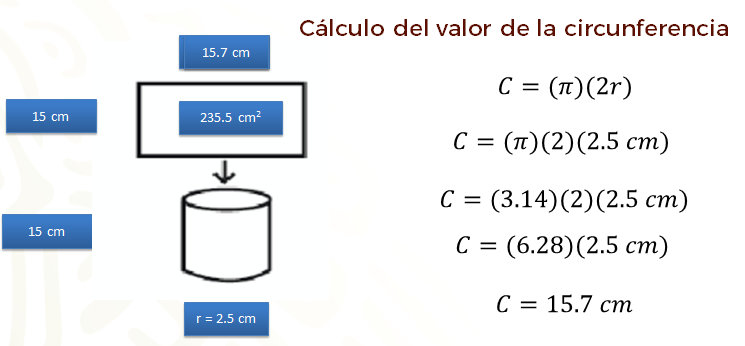 Cálculo del valor de la circunferencia
15.7 cm
15 cm
235.5 cm²
15 cm
r = 2.5 cm
C = (π)(2r)
C = (π)(2)(2.5 cm)
C = (3.14)(2)(2.5 cm)
C = (6.28)(2.5 cm)
C = 15.7 cm